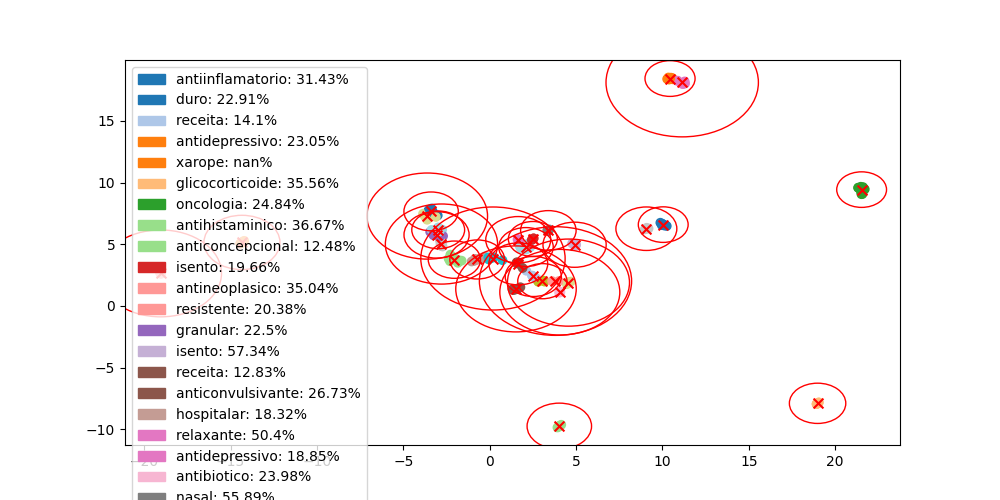 antiinflamatorio: 31.43%
duro: 22.91%
receita: 14.1%
antidepressivo: 23.05%
xarope: nan%
glicocorticoide: 35.56%
oncologia: 24.84%
antihistaminico: 36.67%
anticoncepcional: 12.48%
isento: 19.66%
antineoplasico: 35.04%
resistente: 20.38%
granular: 22.5%
isento: 57.34%
receita: 12.83%
anticonvulsivante: 26.73%
hospitalar: 18.32%
relaxante: 50.4%
antidepressivo: 18.85%
antibiotico: 23.98%
nasal: 55.89%
15
10
5
0
−5
−10
−20 −15 −10 −5 0 5 10 15 20